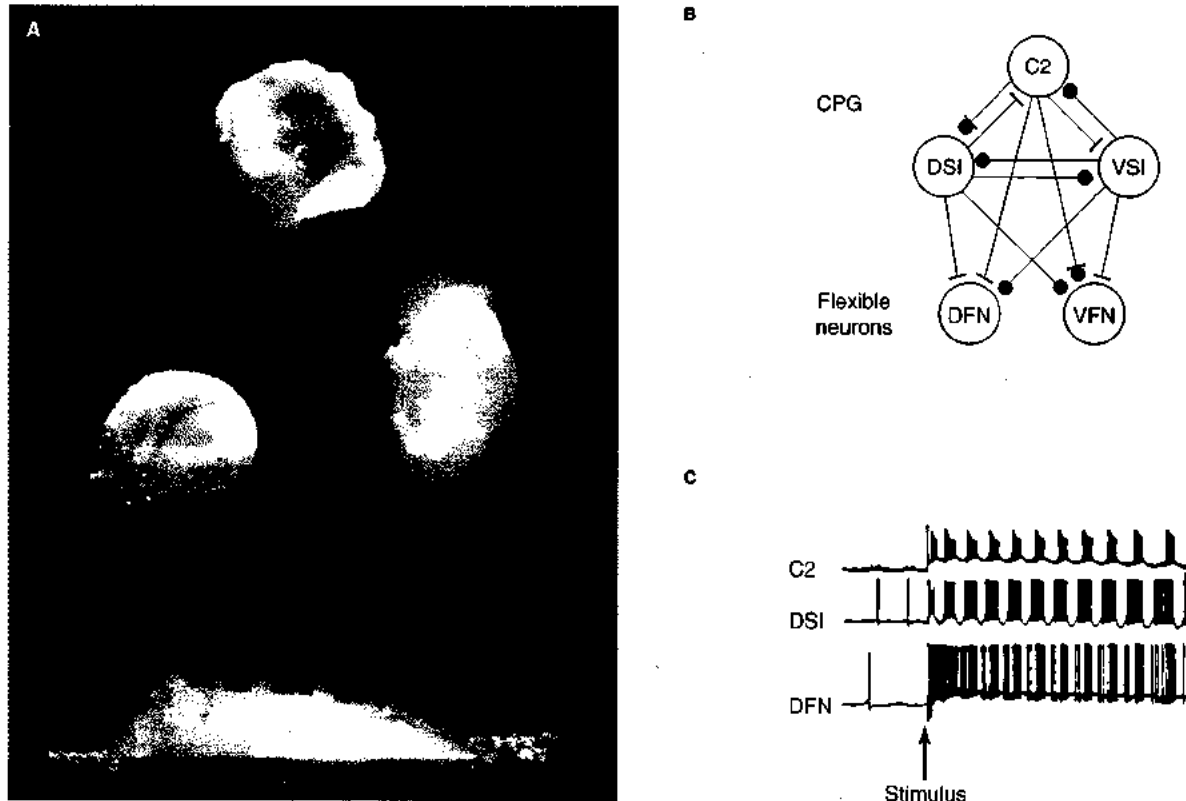 A
B
C2
CPG
DSI
VSI
Flexible
neurons
DFN
VFN
C
C2
DSI
DFN
Stimulus